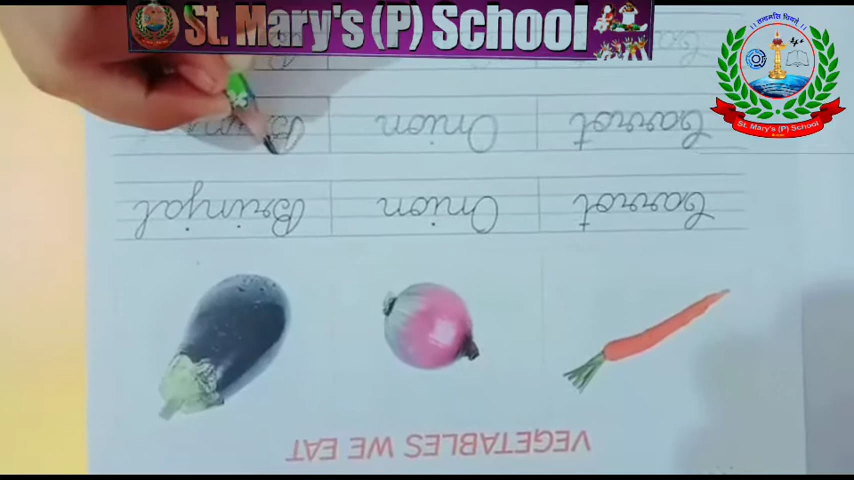 St. Mary's (P) School
St. Mary's (P) School
VEGETABLES WE EAT
Carrot Onion Brinjal
Carrot Onion